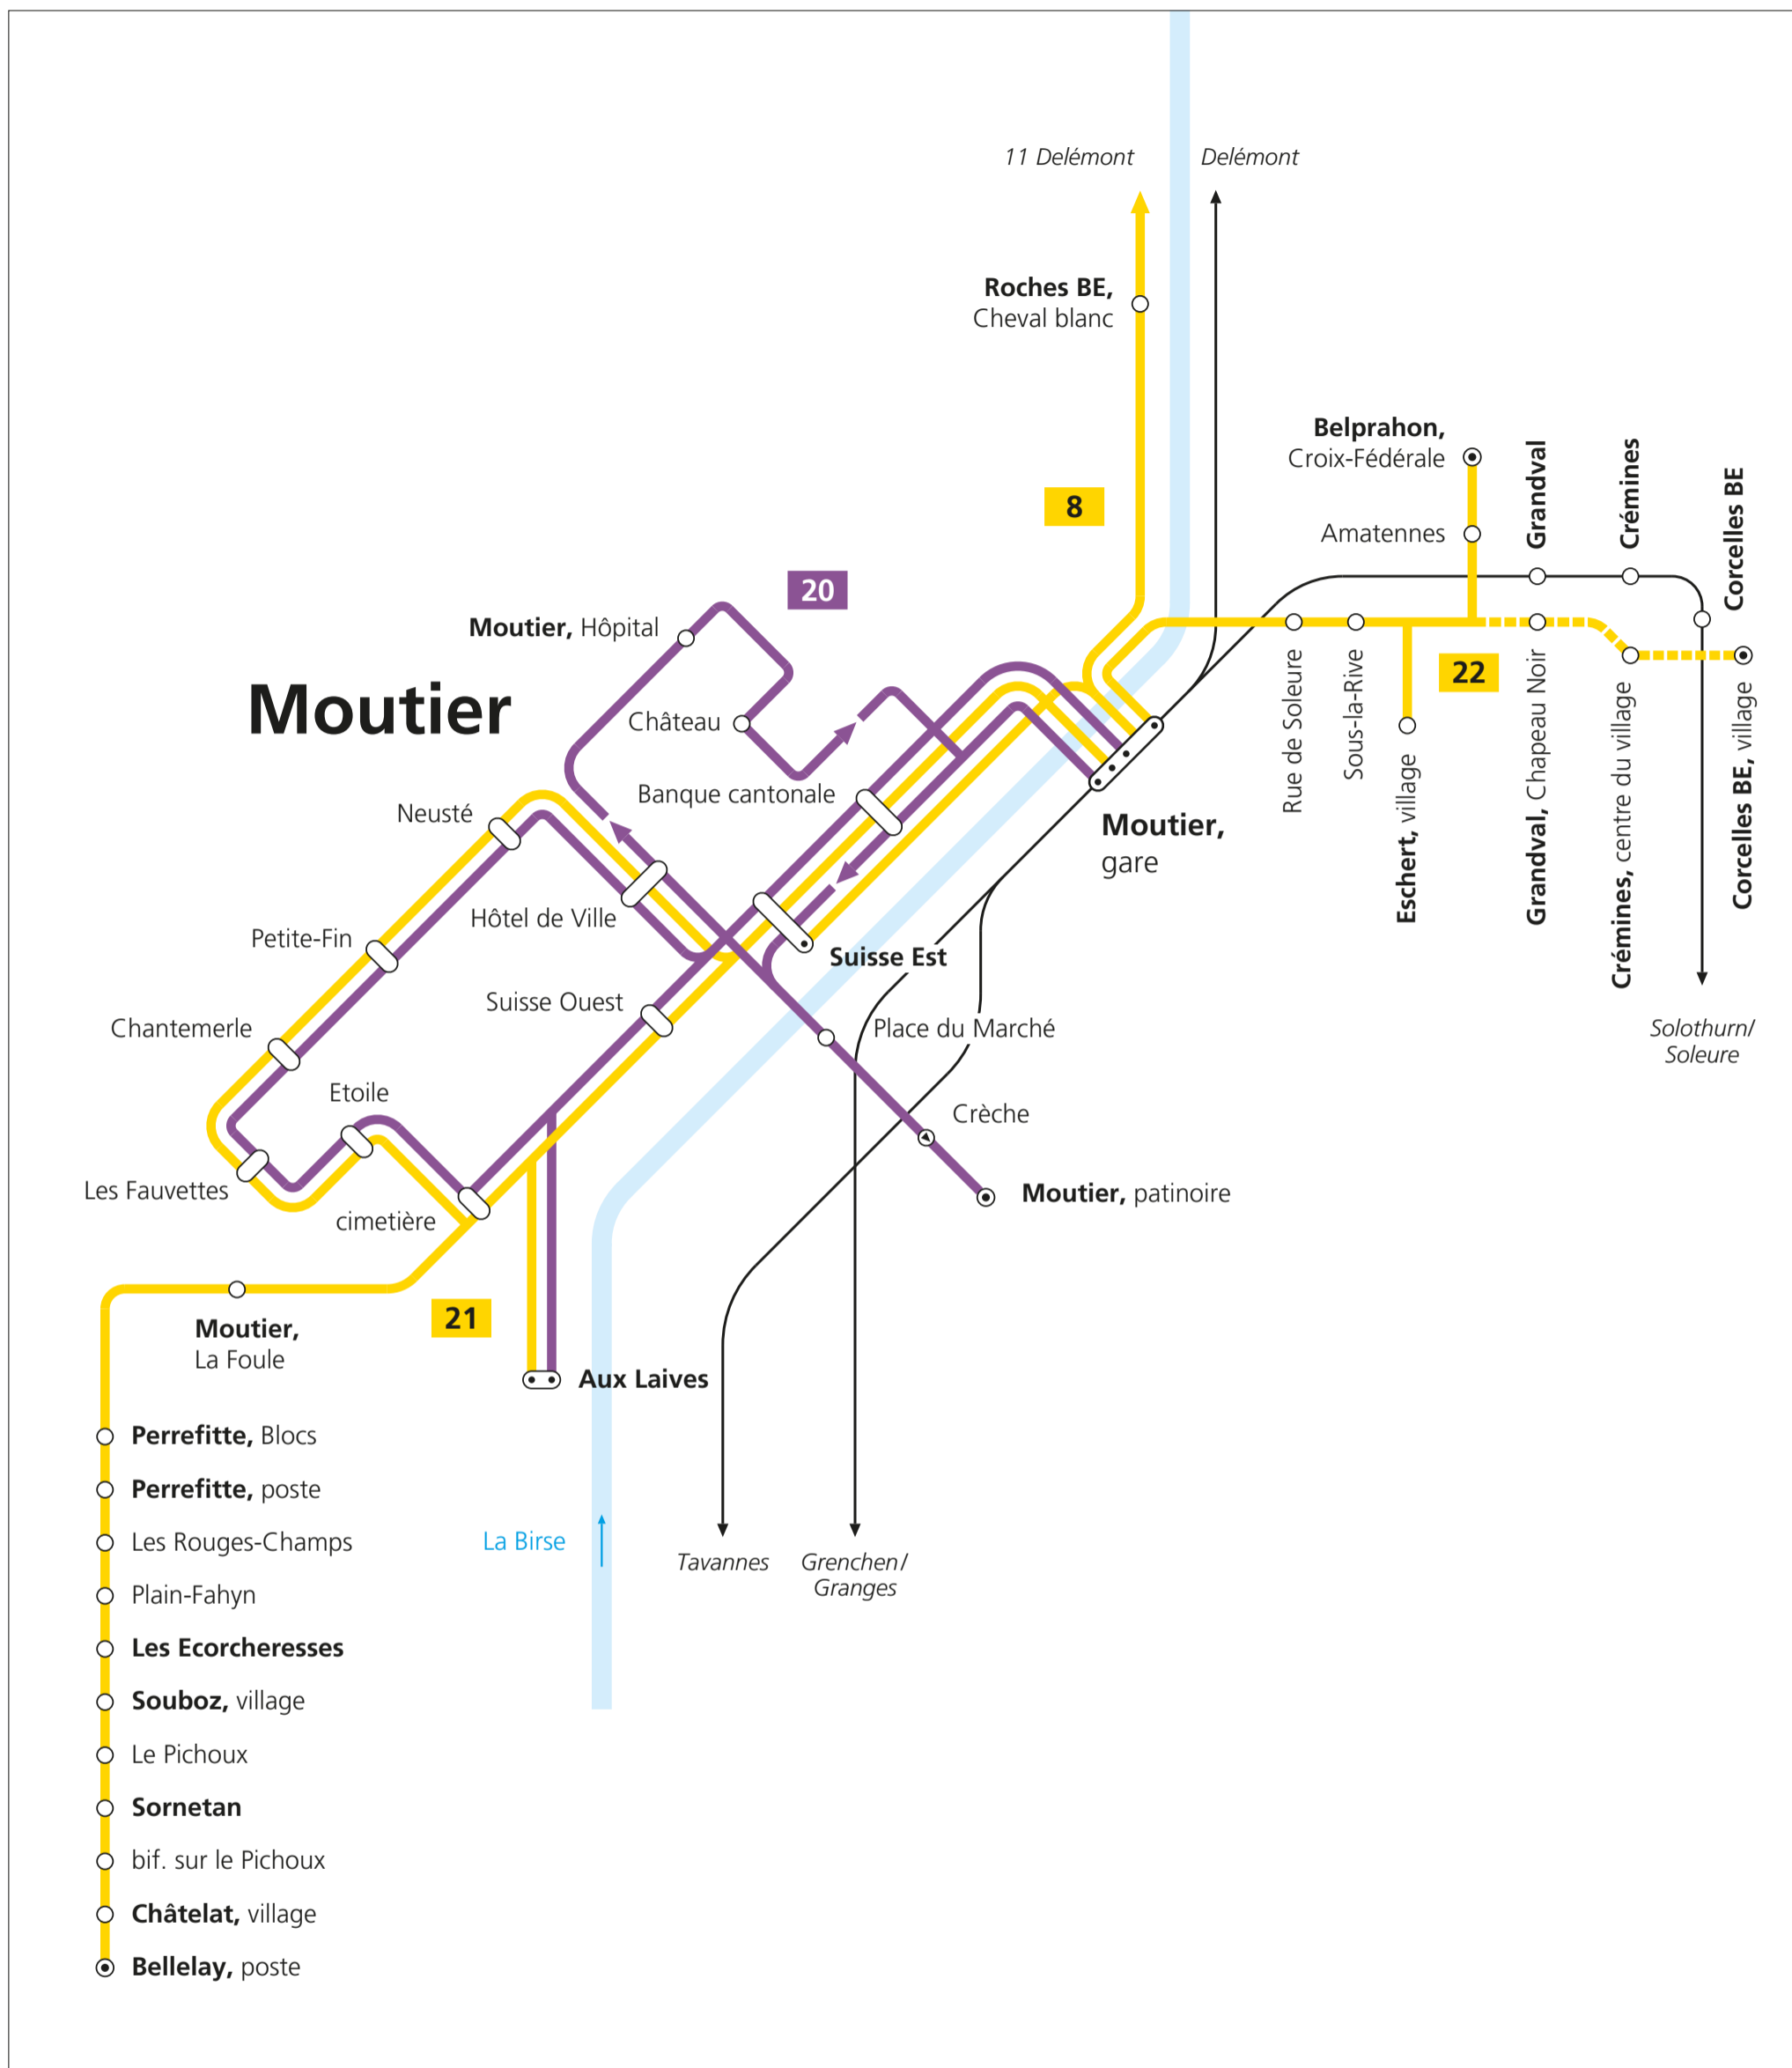 11 Delémont
Delémont
Roches BE,
Cheval blanc
Belprahon,
Croix-Fédérale
Grandval
Crémines
Corcelles BE
8
Amatennes
20
Moutier, Hôpital
22
Moutier
Château
Rue de Soleure
Sous-la-Rive
Eschert, village
Grandval, Chapeau Noir
Crémines, centre du village
Corcelles BE, village
Banque cantonale
Neusté
Moutier,
gare
Hôtel de Ville
Petite-Fin
Suisse Est
Suisse Ouest
Chantemerle
Place du Marché
Solothurn/
Soleure
Etoile
Crèche
Les Fauvettes
Moutier, patinoire
cimetière
21
Moutier,
La Foule
Aux Laives
Perrefitte, Blocs
Perrefitte, poste
Les Rouges-Champs
La Birse
Tavannes
Grenchen/
Granges
Plain-Fahyn
Les Ecorcheresses
Souboz, village
Le Pichoux
Sornetan
bif. sur le Pichoux
Châtelat, village
Bellelay, poste